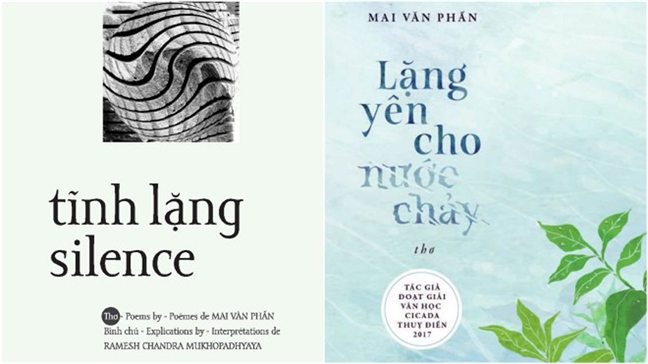 tĩnh lặng
silence
Thơ - Poems by - Poèmes de MAI VĂN PHẤN
Bình chú - Explications by - Interprétations de
RAMESH CHANDRA MUKHOPADHYAYA
MAI VĂN PHẤN
Lặng
yên
cho
nước
chảy
thơ
TÁC GIẢ
ĐOẠT GIẢI
VĂN HỌC
CICADA
THUỴ ĐIỂN
2017